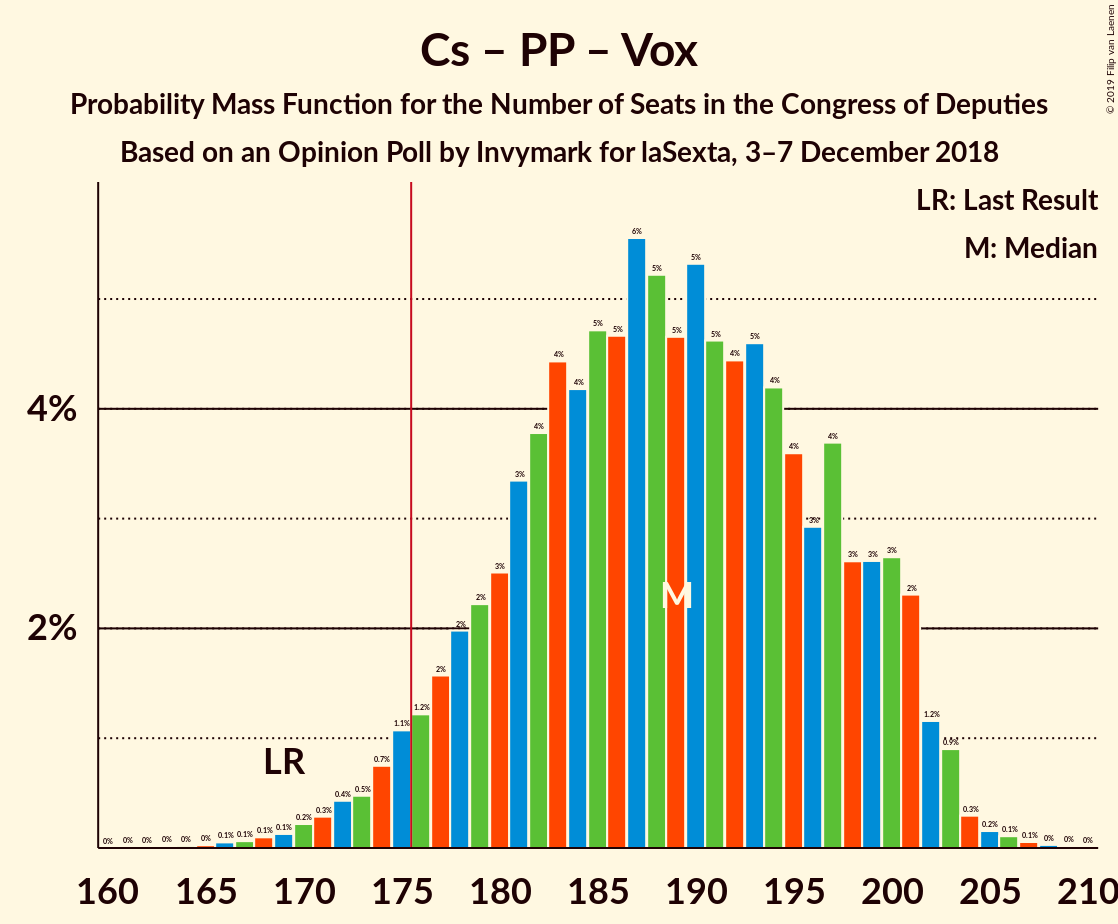 Cs – PP – Vox
Probability Mass Function for the Number of Seats in the Congress of Deputies
Based on an Opinion Poll by Invymark for laSexta, 3–7 December 2018
© 2019 Filip van Laenen
LR: Last Result
M: Median
4%
2%
0% 0% 0% 0% 0% 0% 0.1% 0.1% 0.1% 0.1% 0.2% 0.3% 0.4% 0.5% 0.7% 1.1% 1.2% 2% 2% 2% 3% 3% 4% 4% 4% 5% 5% 6% 5% 5% 5% 5% 4% 5% 4% 4% 3% 4% 3% 3% 3% 2% 1.2% 0.9% 0.3% 0.2% 0.1% 0.1% 0% 0% 0%
LR
M
160 165 170 175 180 185 190 195 200 205 210